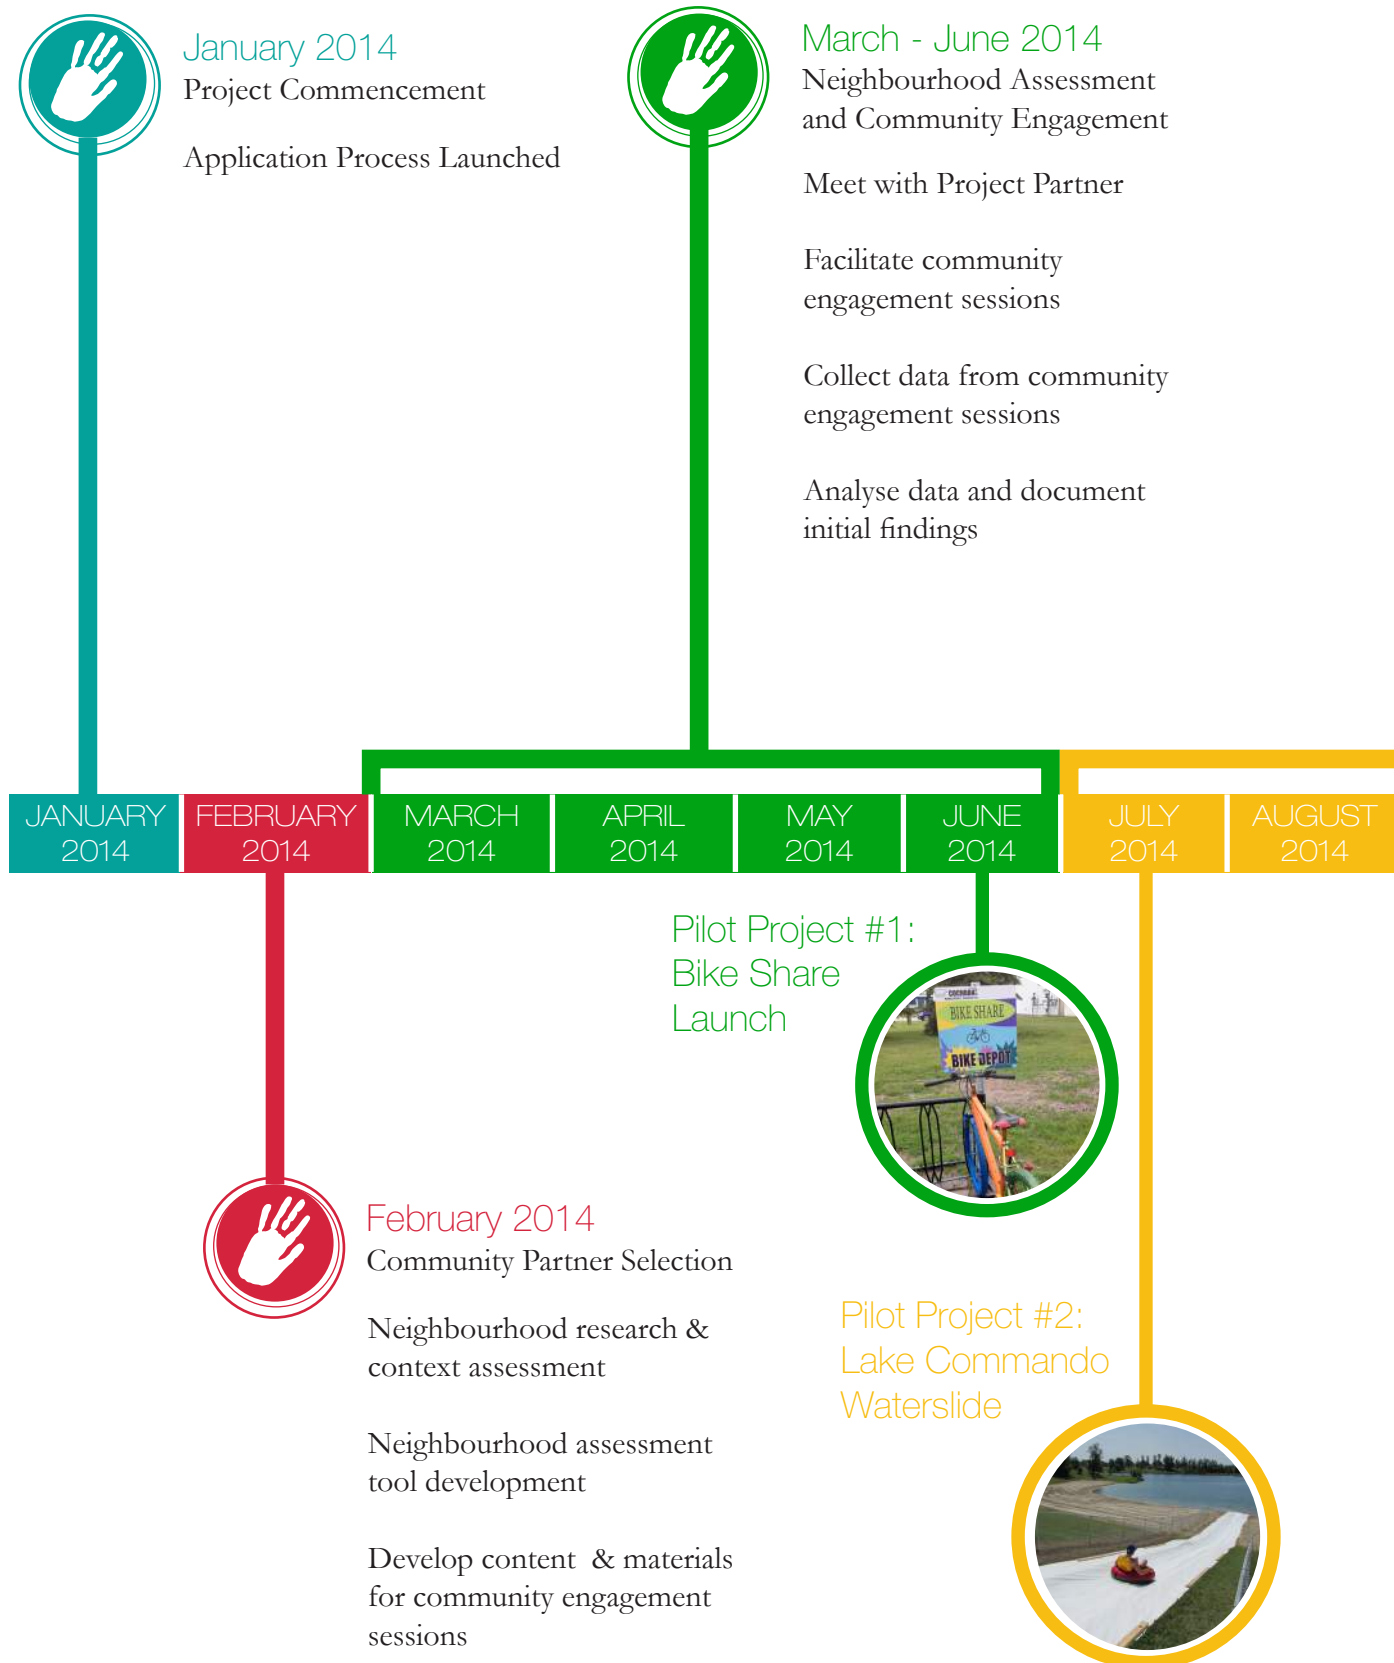 January 2014
Project Commencement
Application Process Launched
March - June 2014
Neighbourhood Assessment
and Community Engagement
Meet with Project Partner
Facilitate community
engagement sessions
Collect data from community
engagement sessions
Analyse data and document
initial findings
JANUARY
2014
FEBRUARY
2014
MARCH
2014
APRIL
2014
MAY
2014
JUNE
2014
JULY
2014
AUGUST
2014
Pilot Project #1:
Bike Share
Launch
BIKE SHARE
BIKE DEPOT
February 2014
Community Partner Selection
Neighbourhood research &
context assessment
Neighbourhood assessment
tool development
Develop content  & materials
for community engagement
sessions
Pilot Project #2:
Lake Commando
Waterslide